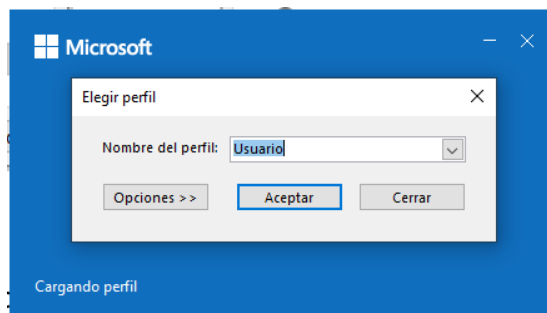 Microsoft
Elegir perfil
Nombre del perfil: Usuario
Opciones >> Aceptar Cerrar
Cargando perfil